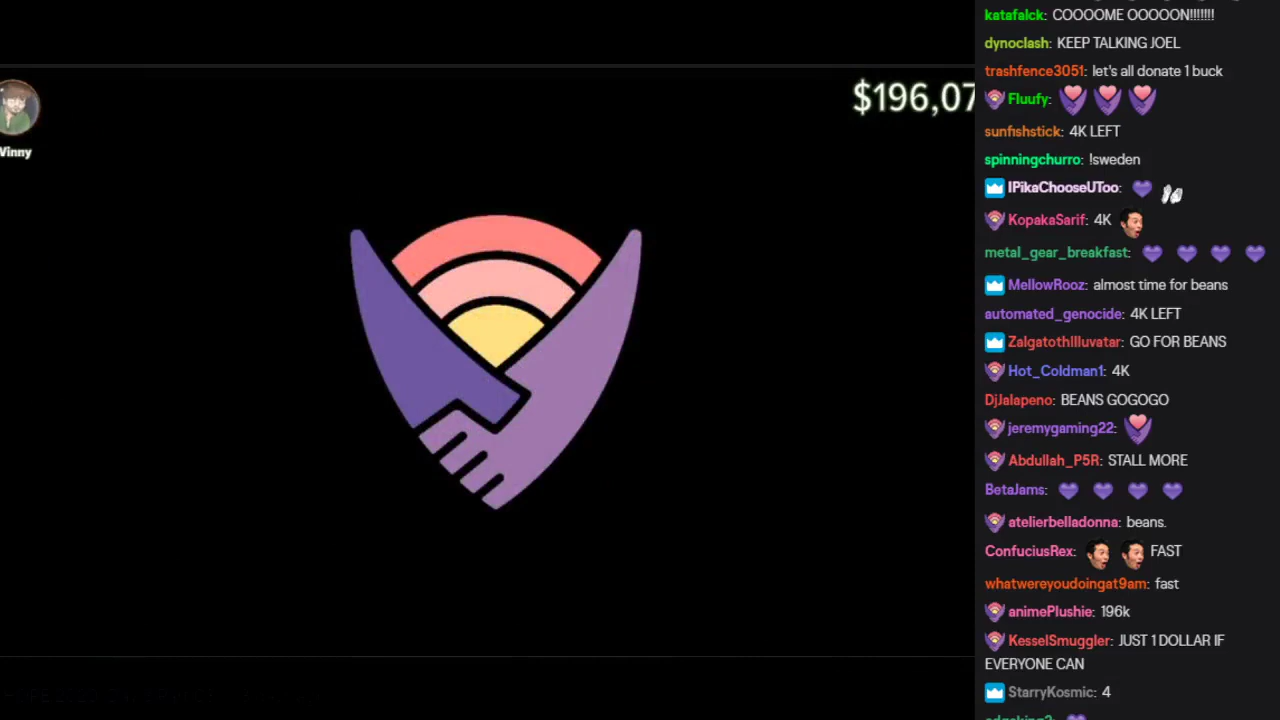 $196,07
Vinny
katafalck: COOOOME OOOOON!!!!!!!
dynoclash: KEEP TALKING JOEL
trashfence3051: let's all donate 1 buck
Fluufy:
sunfishstick: 4K LEFT
spinningchurro: !sweden
IPikaChooseUToo:
KopakaSarif: 4K
metal_gear_breakfast:
MellowRooz: almost time for beans
automated_genocide: 4K LEFT
ZalgatothIlluvatar: GO FOR BEANS
Hot_Coldman1: 4K
DjJalapeno: BEANS GOGOGO
jeremygaming22:
Abdullah_P5R: STALL MORE
BetaJams:
atelierbelladonna: beans.
ConfuciusRex: FAST
whatwereyoudoingat9am: fast
animePlushie: 196k
KesselSmuggler: JUST 1 DOLLAR IF
EVERYONE CAN
StarryKosmic: 4